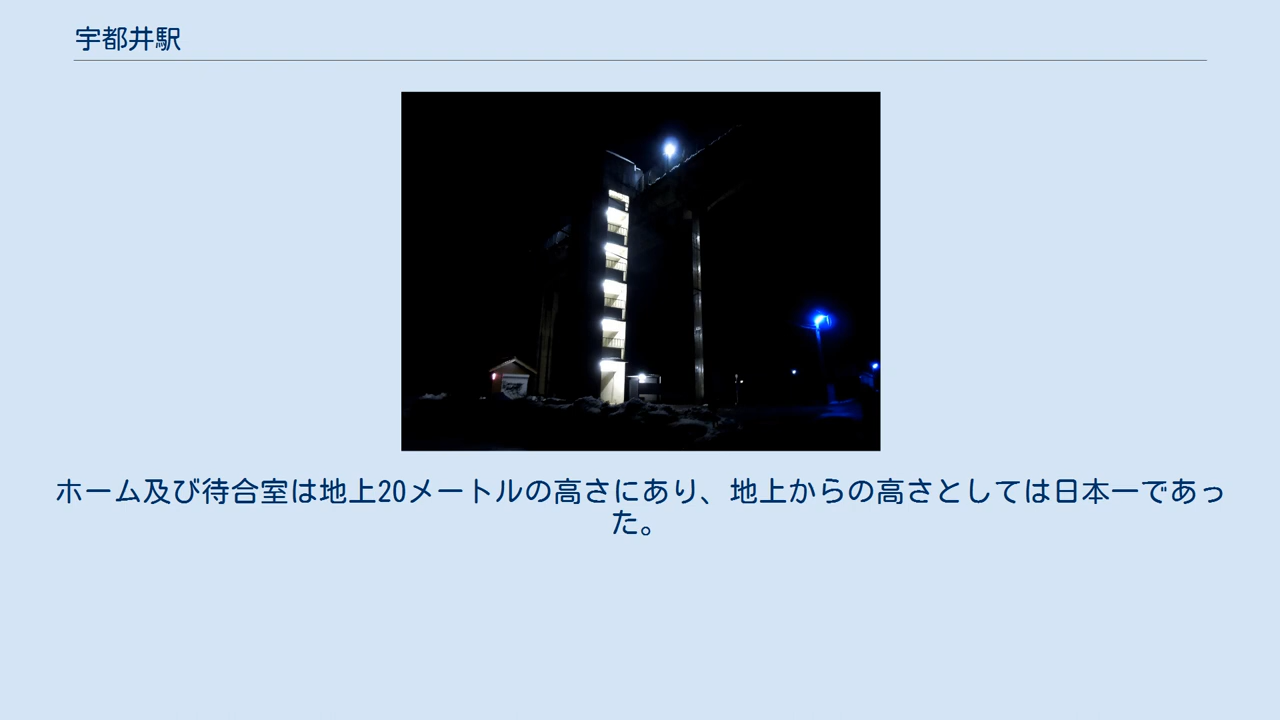 宇都井駅
ホーム及び待合室は地上20メートルの高さにあり、地上からの高さとしては日本一であっ
た。